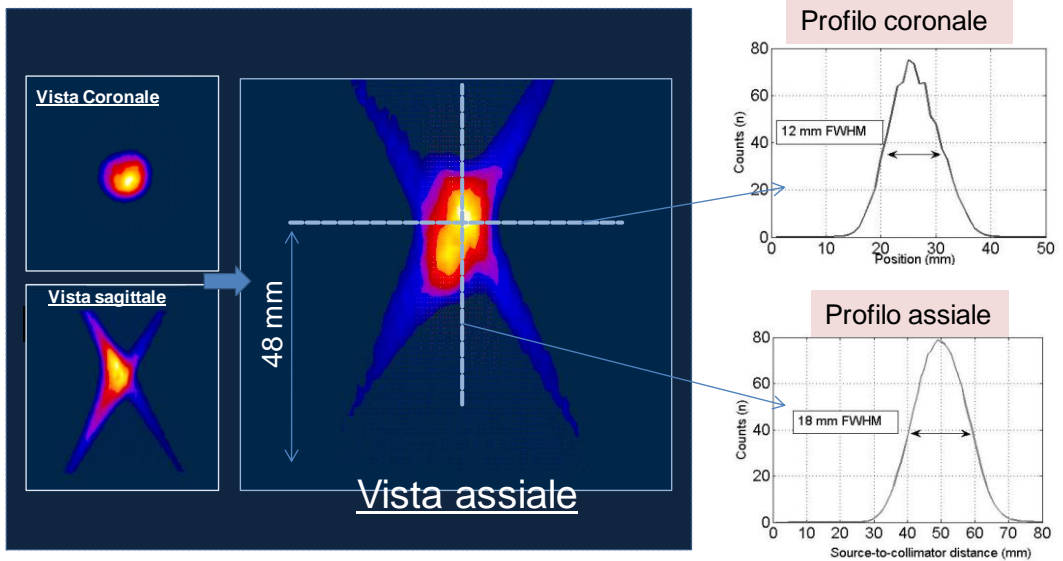 Vista Coronale
Vista sagittale
48 mm
Vista assiale
Profilo coronale
80
60
40
20
0
Counts (n)
12 mm FWHM
0 10 20 30 40 50
Position (mm)
Profilo assiale
80
60
40
20
0
Counts (n)
18 mm FWHM
0 10 20 30 40 50 60 70 80
Source-to-collimator distance (mm)